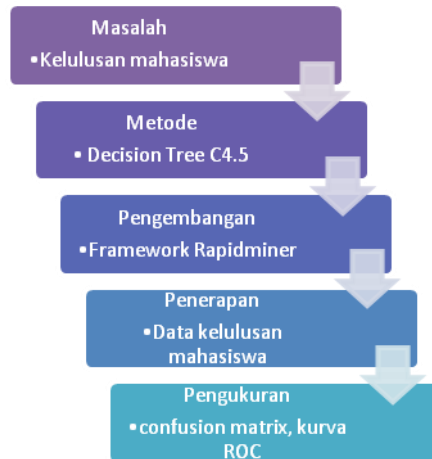 Masalah
•Kelulusan mahasiswa
Metode
• Decision Tree C4.5
Pengembangan
•Framework Rapidminer
Penerapan
•Data kelulusan
mahasiswa
Pengukuran
•confusion matrix, kurva
ROC